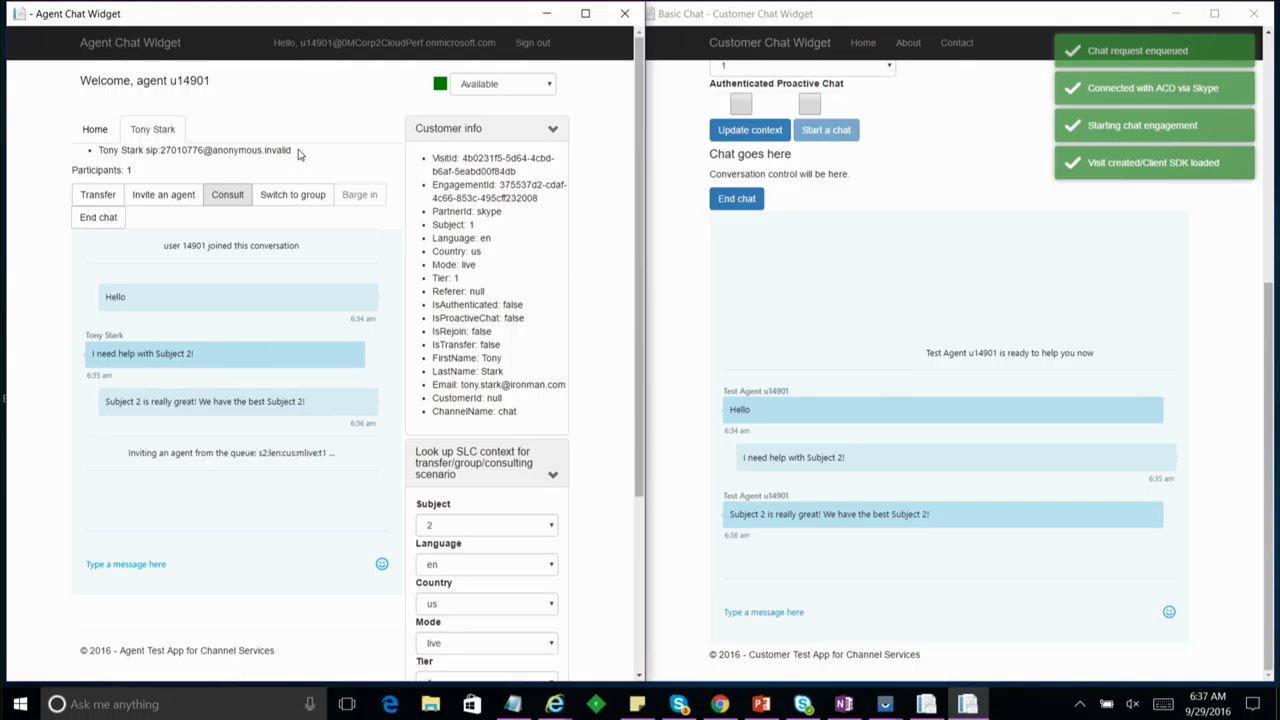 - Agent Chat Widget
Agent Chat Widget
Hello, u14901@0MCorp2CloudPerf.onmicrosoft.com
Sign out
Welcome, agent u14901
Available
Home
Tony Stark
Tony Stark sip:27010776@anonymous.invalid
Participants: 1
Transfer
Invite an agent
Consult
Switch to group
Barge in
End chat
user 14901 joined this conversation
Hello
6:34 am
Tony Stark
I need help with Subject 2!
6:35 am
Subject 2 is really great! We have the best Subject 2!
6:36 am
Inviting an agent from the queue: s2:len:cus:mlive:t1 ...
Type a message here
© 2016 - Agent Test App for Channel Services
Customer info
VisitId: 4b0231f5-5d64-4cbd-
b6af-5eabd00f84db
EngagementId: 375537d2-cdaf-
4c66-853c-495cff232008
PartnerId: skype
Subject: 1
Language: en
Country: us
Mode: live
Tier: 1
Referer: null
IsAuthenticated: false
IsProactiveChat: false
IsRejoin: false
IsTransfer: false
FirstName: Tony
LastName: Stark
Email: tony.stark@ironman.com
CustomerId: null
ChannelName: chat
Look up SLC context for
transfer/group/consulting
scenario
Subject
2
Language
en
Country
us
Mode
live
Tier
Basic Chat - Customer Chat Widget
Customer Chat Widget
Home
About
Contact
Chat request enqueued
Connected with ACD via Skype
Starting chat engagement
Visit created/Client SDK loaded
1
Authenticated Proactive Chat
Update context
Start a chat
Chat goes here
Conversation control will be here.
End chat
Test Agent u14901 is ready to help you now
Test Agent u14901
Hello
6:34 am
I need help with Subject 2!
6:35 am
Test Agent u14901
Subject 2 is really great! We have the best Subject 2!
6:36 am
Type a message here
© 2016 - Customer Test App for Channel Services
Ask me anything
6:37 AM
9/29/2016